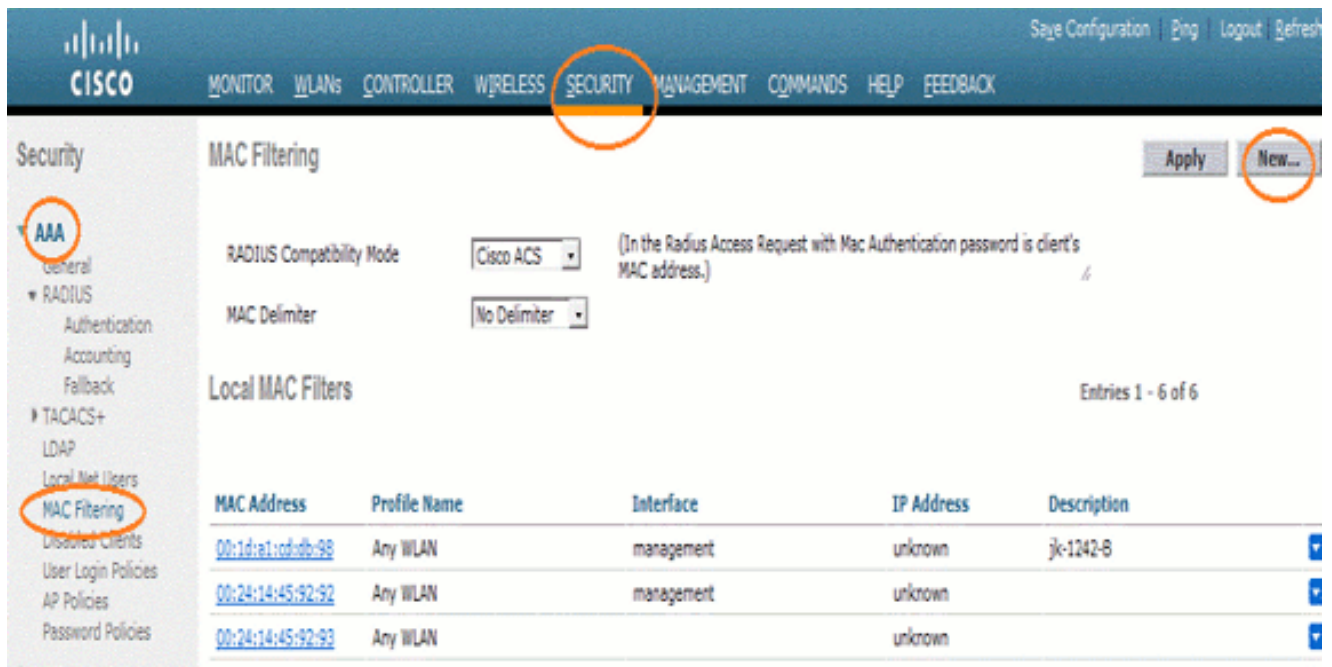 Save Configuration | Ping | Logout | Refresh
CISCO
MONITOR WLANs CONTROLLER WIRELESS SECURITY MANAGEMENT COMMANDS HELP FEEDBACK
Security
AAA
General
RADIUS
Authentication
Accounting
Fallback
TACACS+
LDAP
Local Net Users
MAC Filtering
Disabled Clients
User Login Policies
AP Policies
Password Policies
MAC Filtering
Apply New...
RADIUS Compatibility Mode Cisco ACS (In the Radius Access Request with Mac Authentication password is client's
MAC address.)
MAC Delimiter No Delimiter
Local MAC Filters Entries 1 - 6 of 6
MAC Address Profile Name Interface IP Address Description
00:1d:a1:cd:db:98 Any WLAN management unknown jk-1242-B
00:24:14:45:92:92 Any WLAN management unknown
00:24:14:45:92:93 Any WLAN unknown